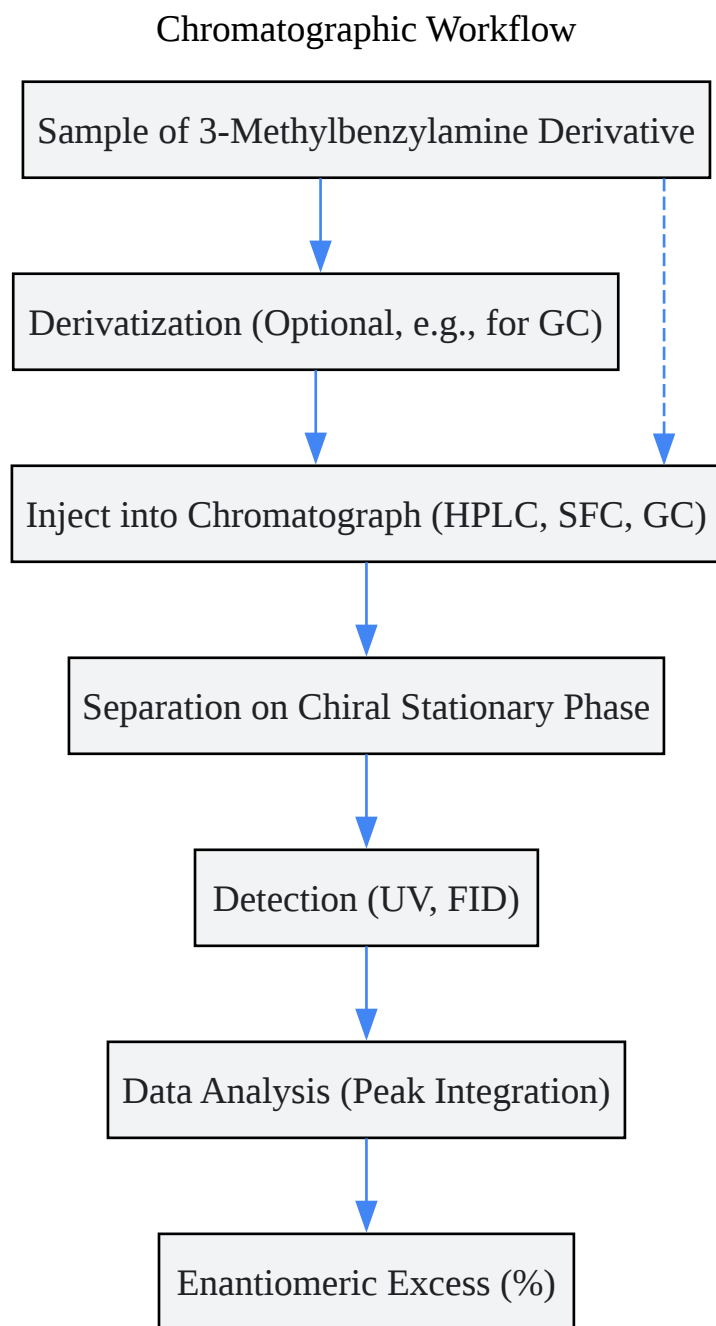 Chromatographic Workflow
Sample of 3-Methylbenzylamine Derivative
Derivatization (Optional, e.g., for GC)
Inject into Chromatograph (HPLC, SFC, GC)
Separation on Chiral Stationary Phase
Detection (UV, FID)
Data Analysis (Peak Integration)
Enantiomeric Excess (%)